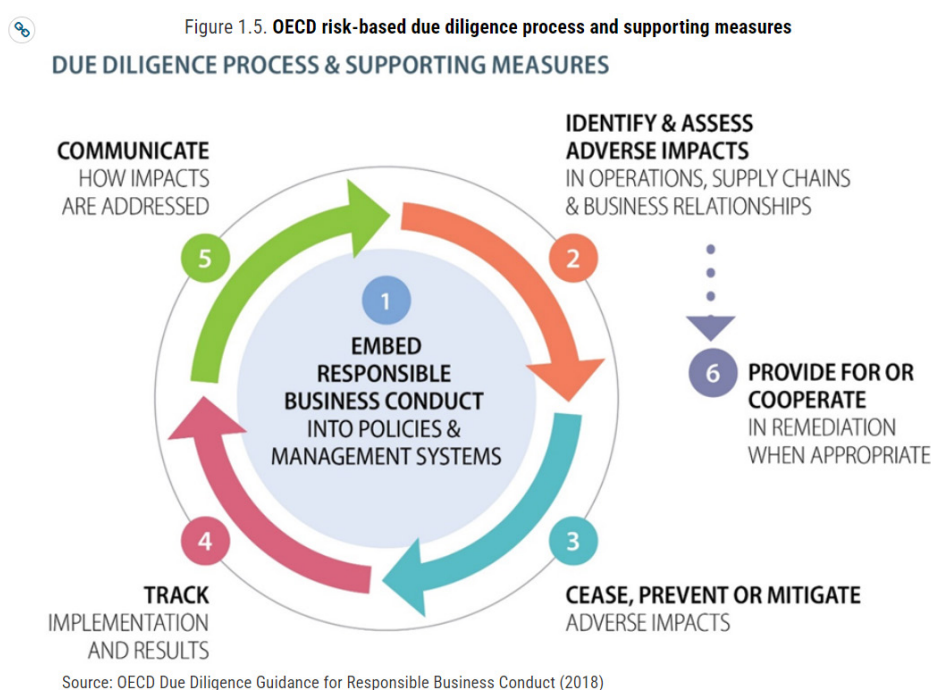 Figure 1.5. OECD risk-based due diligence process and supporting measures
DUE DILIGENCE PROCESS & SUPPORTING MEASURES
1
EMBED
RESPONSIBLE
BUSINESS CONDUCT
INTO POLICIES &
MANAGEMENT SYSTEMS
2
IDENTIFY & ASSESS
ADVERSE IMPACTS
IN OPERATIONS, SUPPLY CHAINS
& BUSINESS RELATIONSHIPS
3
CEASE, PREVENT OR MITIGATE
ADVERSE IMPACTS
4
TRACK
IMPLEMENTATION
AND RESULTS
5
COMMUNICATE
HOW IMPACTS
ARE ADDRESSED
6
PROVIDE FOR OR
COOPERATE
IN REMEDIATION
WHEN APPROPRIATE
Source: OECD Due Diligence Guidance for Responsible Business Conduct (2018)